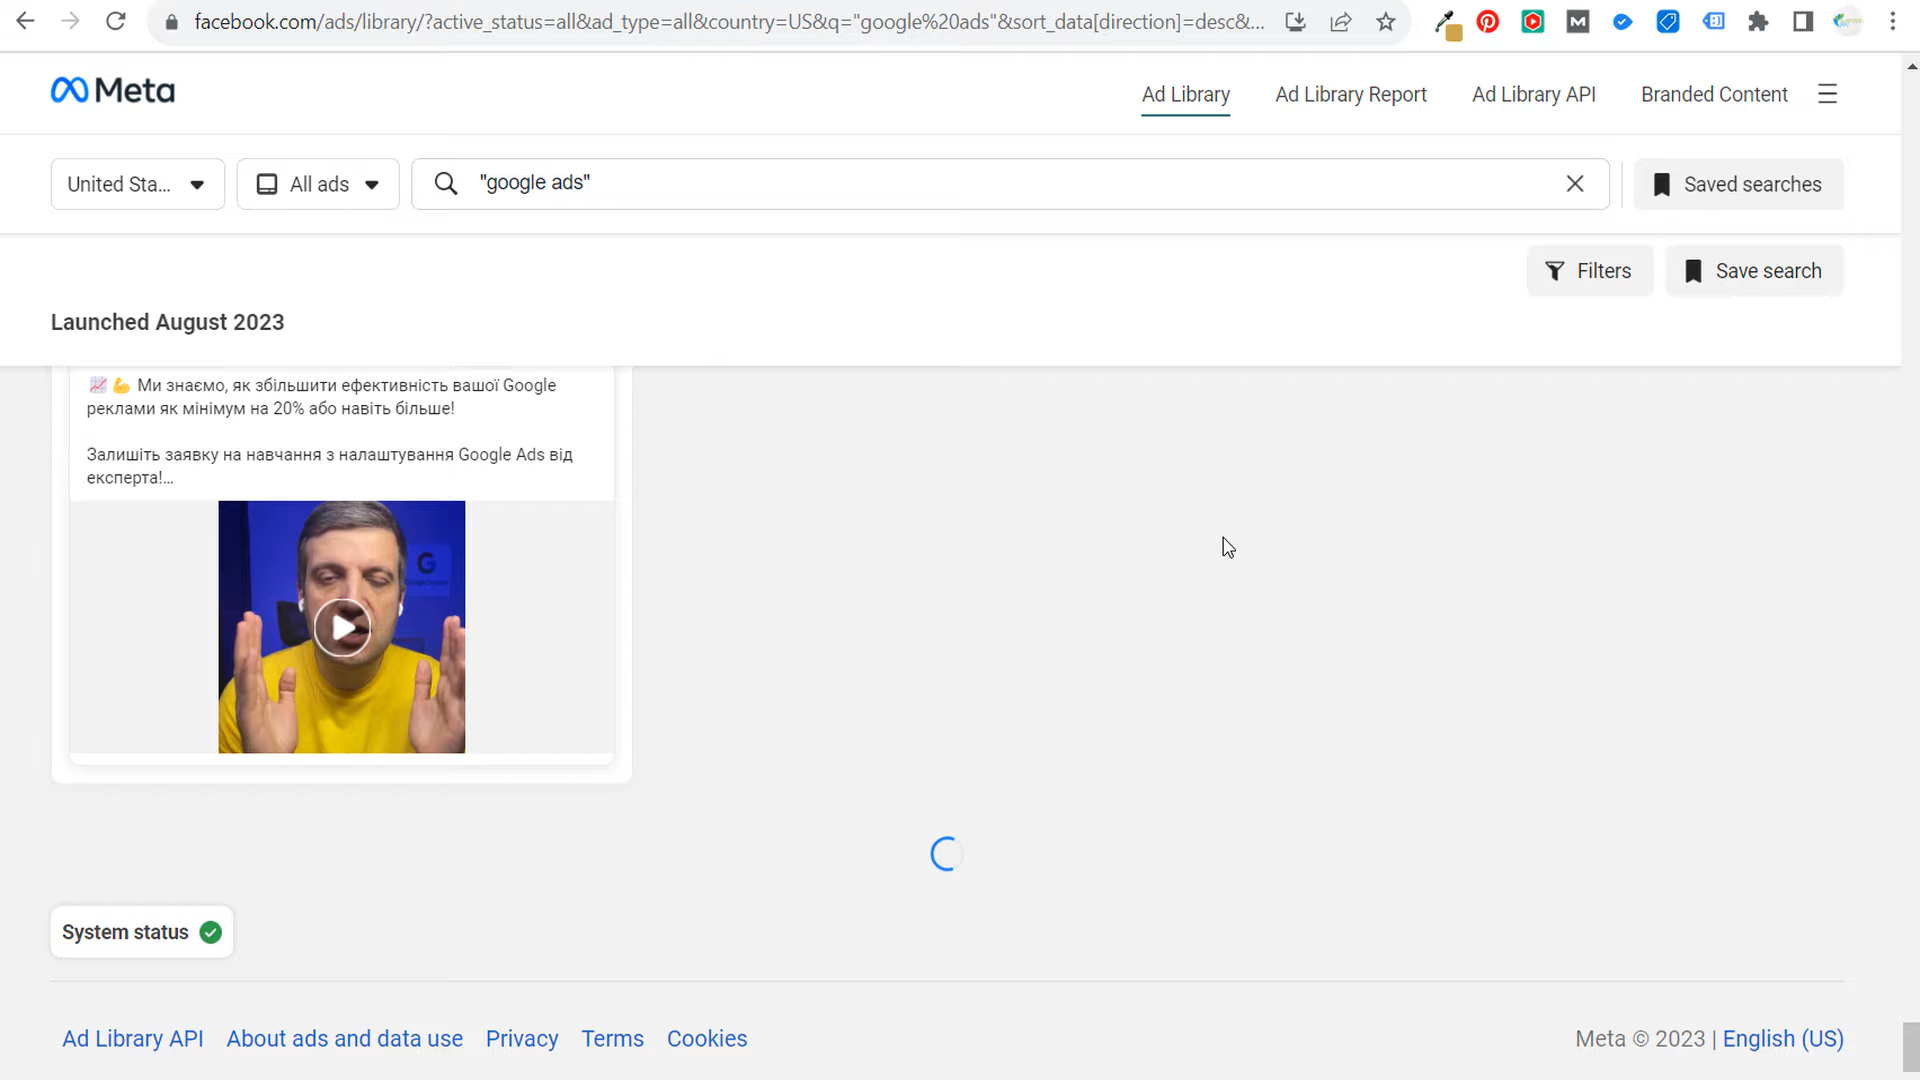 facebook.com/ads/library/?active_status=all&ad_type=all&country=US&q="google%20ads"&sort_data[direction]=desc&...
Meta
Ad Library
Ad Library Report
Ad Library API
Branded Content
United Sta...
All ads
"google ads"
Saved searches
Filters
Save search
Launched August 2023
Ми знаємо, як збільшити ефективність вашої Google
реклами як мінімум на 20% або навіть більше!
Залишіть заявку на навчання з налаштування Google Ads від
експерта!...
G
System status
Ad Library API
About ads and data use
Privacy
Terms
Cookies
Meta © 2023 | English (US)